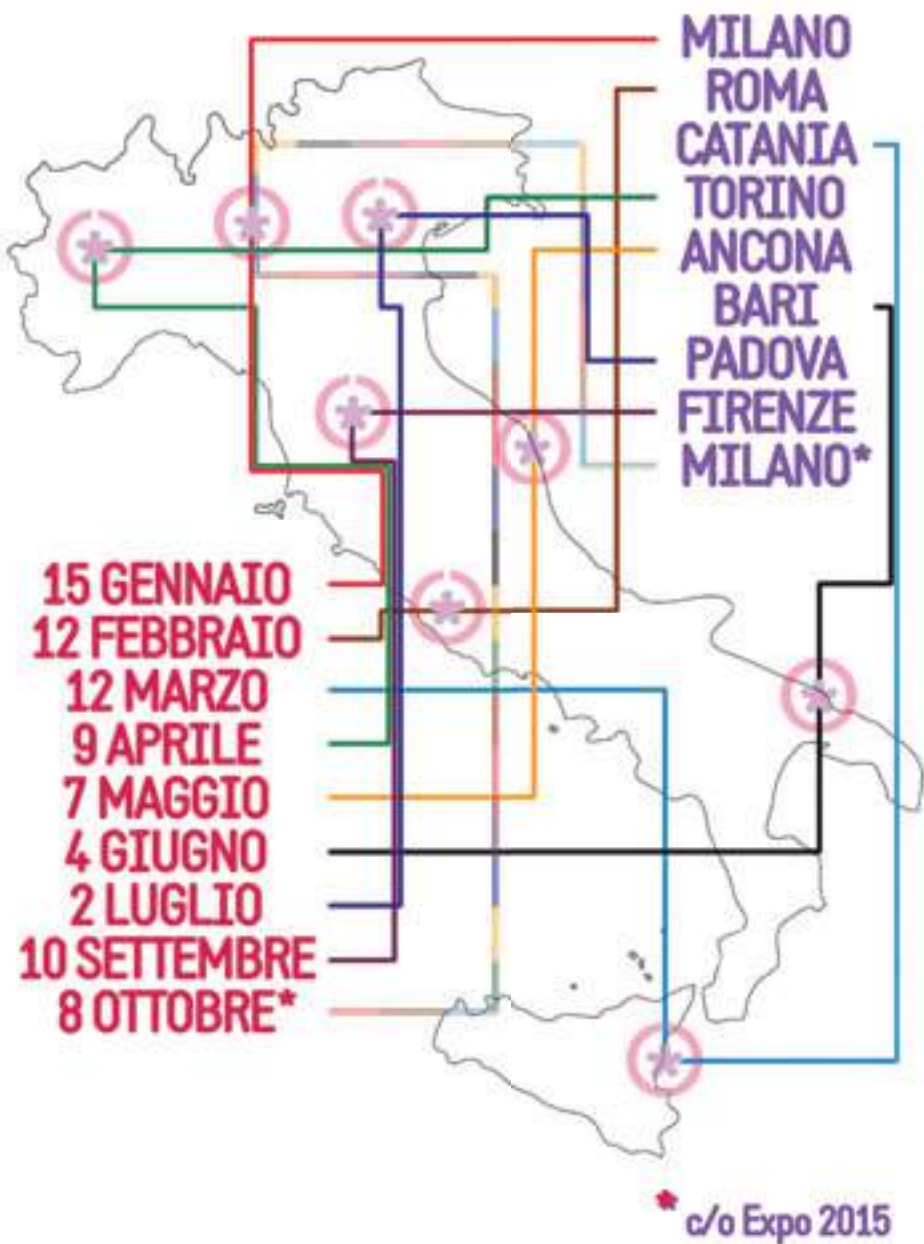 MILANO
ROMA
CATANIA
TORINO
ANCONA
BARI
PADOVA
FIRENZE
MILANO*
15 GENNAIO
12 FEBBRAIO
12 MARZO
9 APRILE
7 MAGGIO
4 GIUGNO
2 LUGLIO
10 SETTEMBRE
8 OTTOBRE*
* c/o Expo 2015